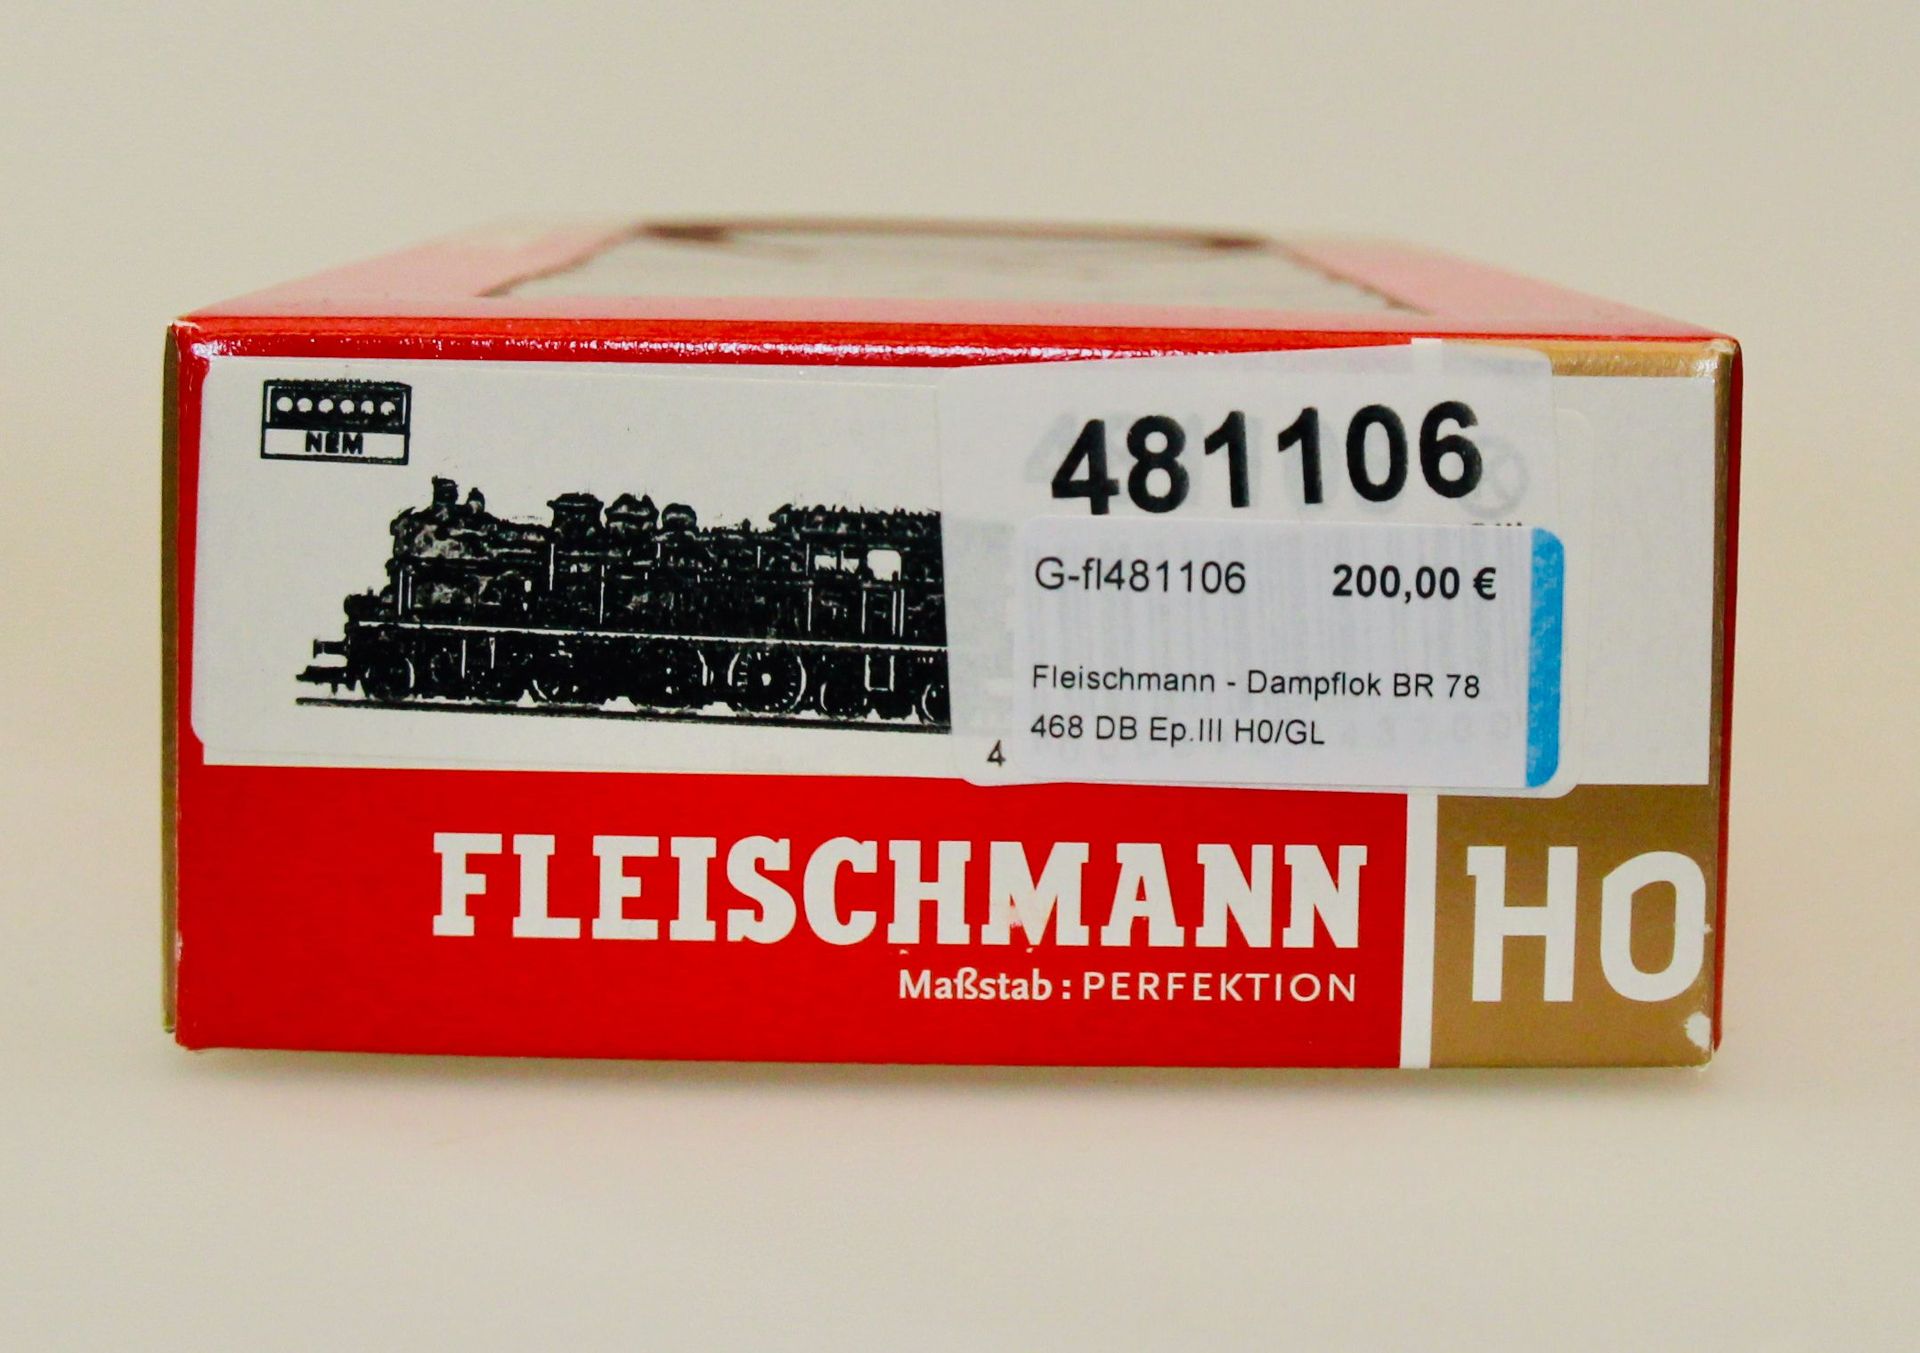 NEM
481106
G-fl481106 200,00 €
Fleischmann - Dampflok BR 78
468 DB Ep.III H0/GL
4
FLEISCHMANN
Maßstab : PERFEKTION
H0